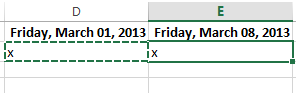 D E
Friday, March 01, 2013 Friday, March 08, 2013
x x